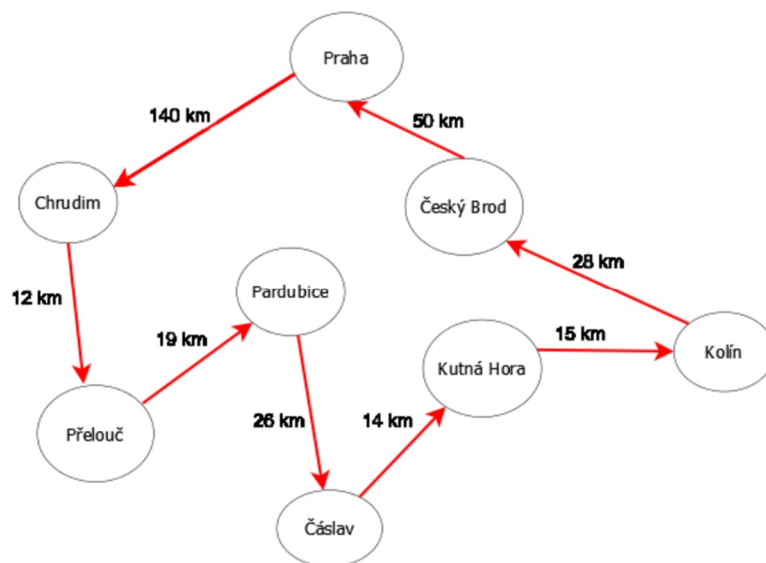 Praha
140 km
50 km
Chrudim
Český Brod
12 km
Pardubice
28 km
19 km
15 km
Kolín
Kutná Hora
Přelouč
26 km
14 km
Čáslav